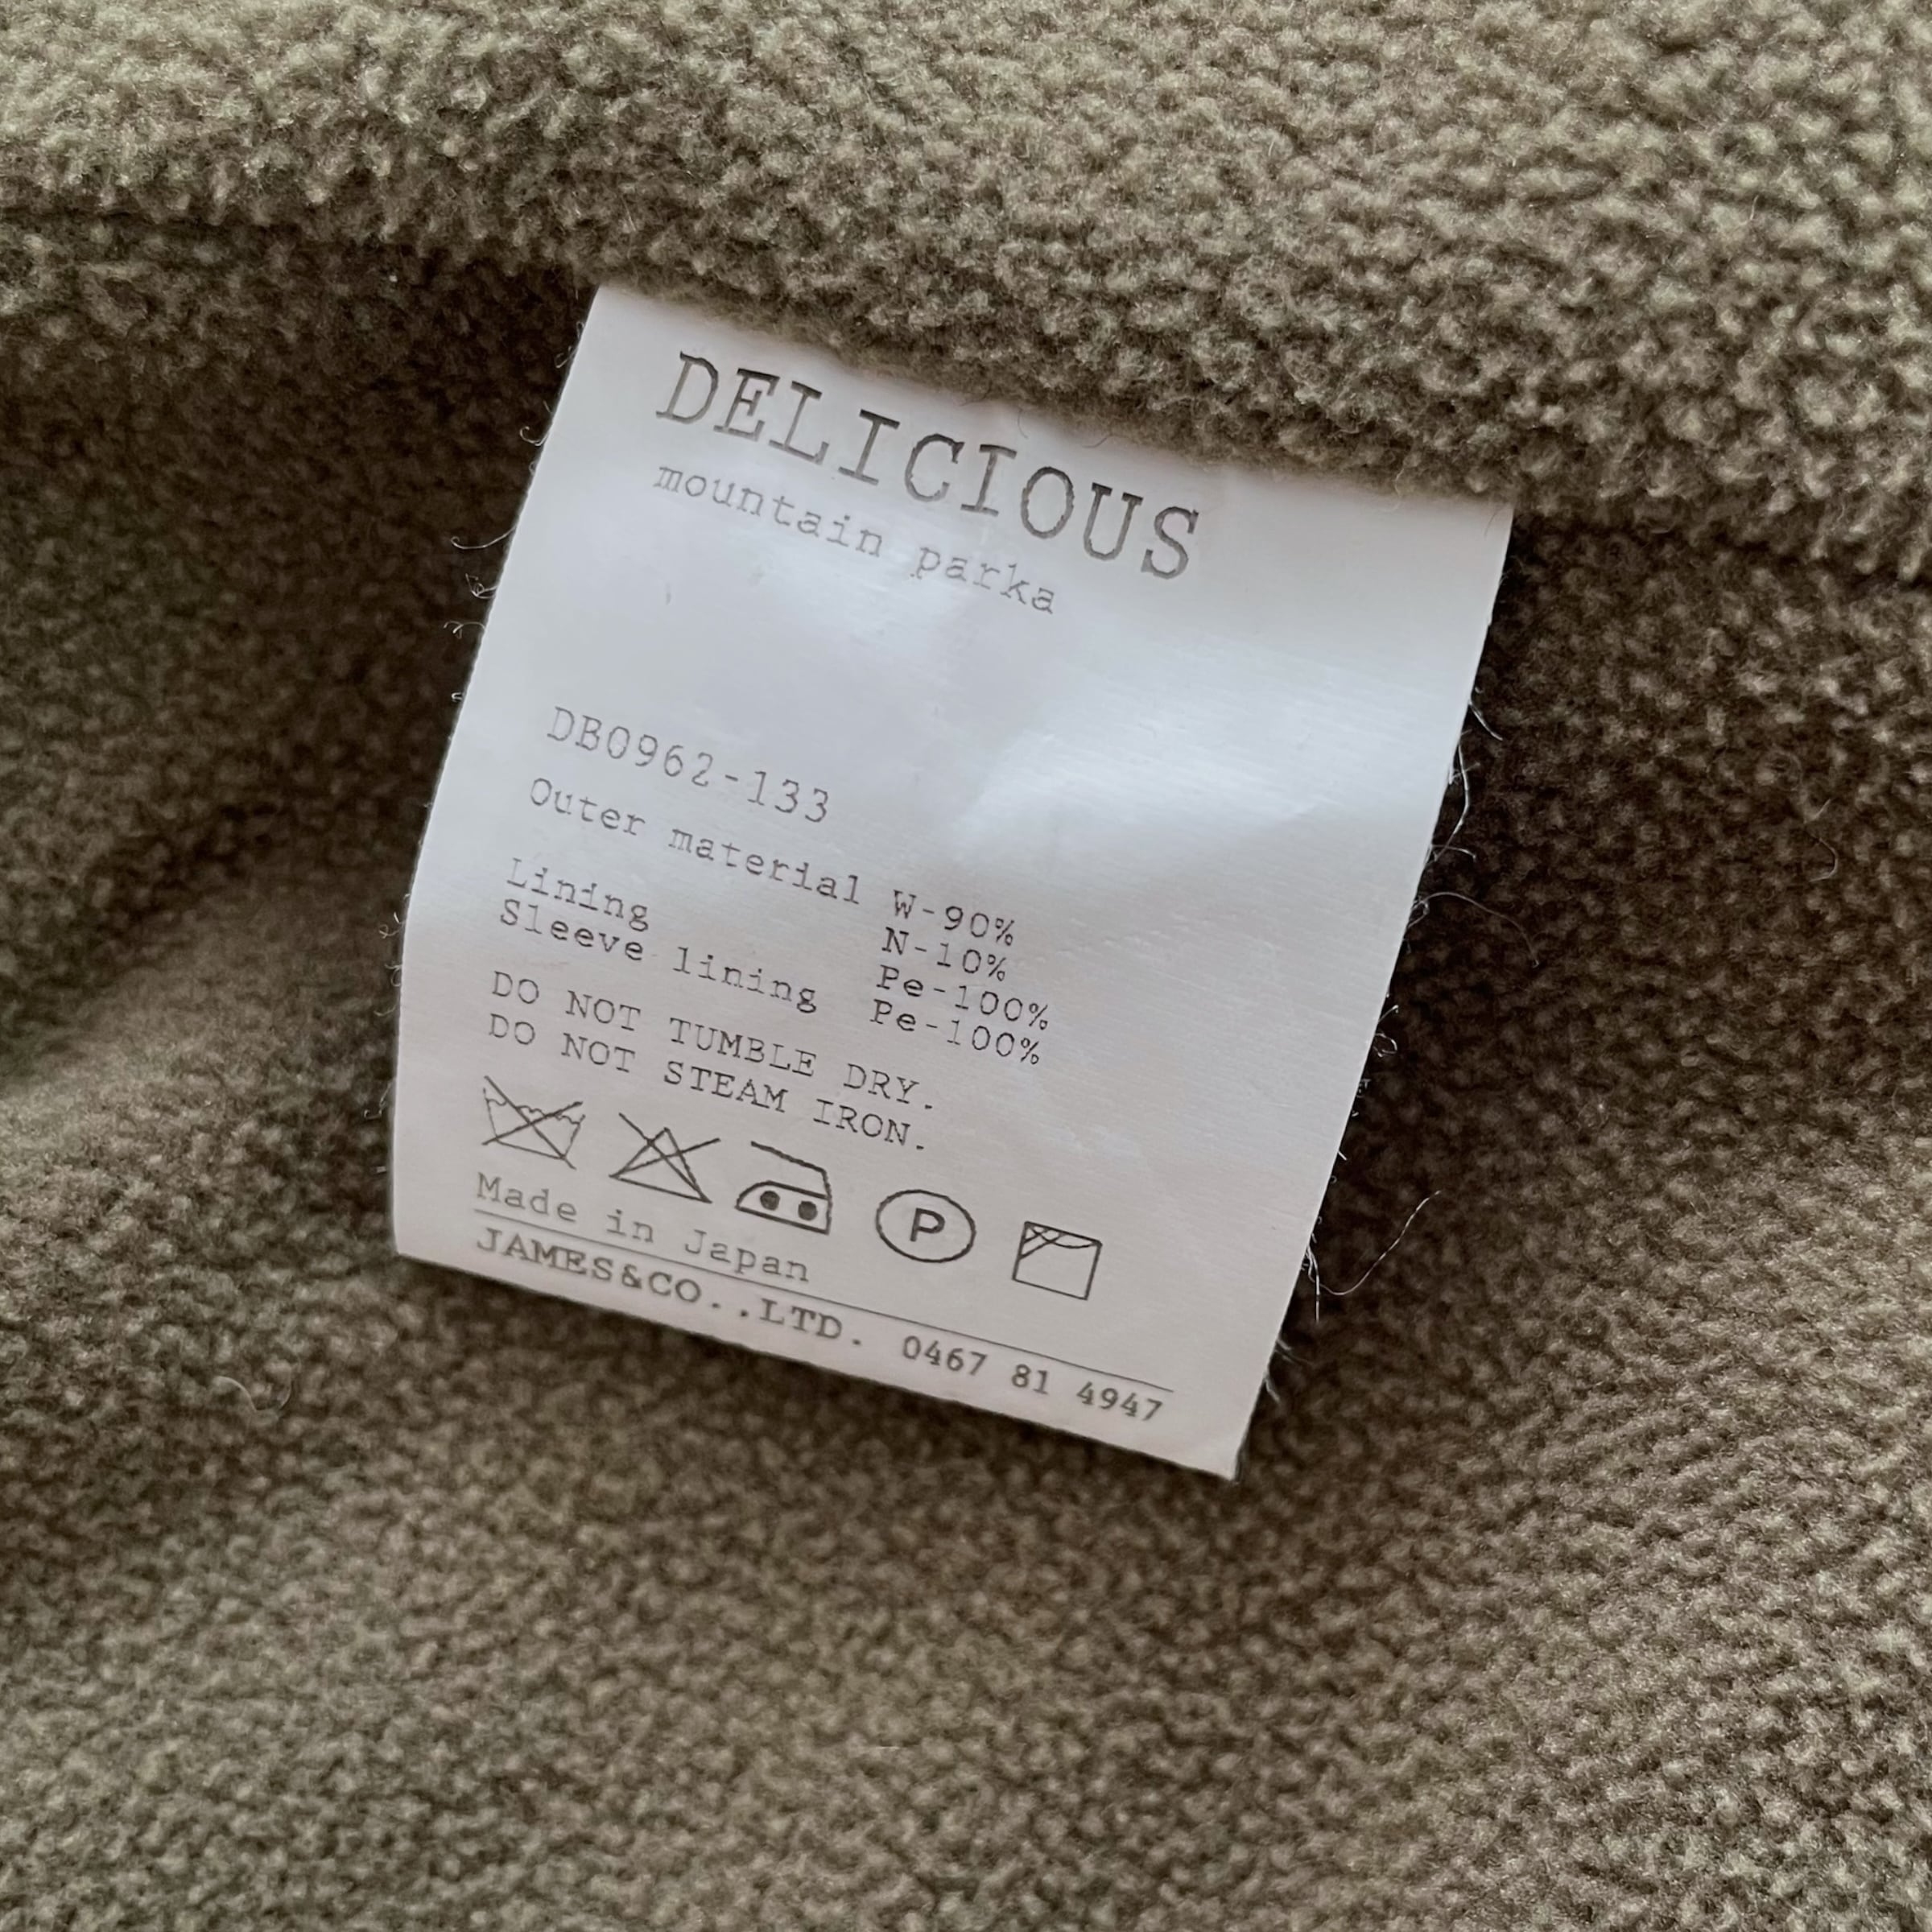 DELICIOUS
mountain parka
DB0962-133
Outer material W-90%
N-10%
Lining Pe-100%
Sleeve lining Pe-100%
DO NOT TUMBLE DRY.
DO NOT STEAM IRON.
P
Made in Japan
JAMES&CO.,LTD. 0467 81 4947